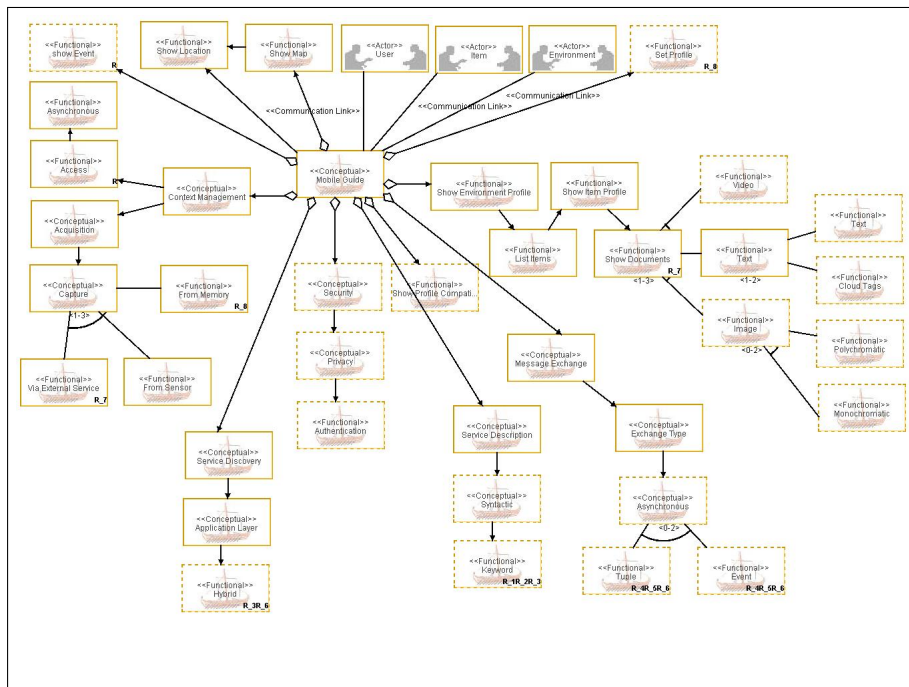 <<Functional>>
show Event
R
<<Functional>>
Show Location
<<Functional>>
Show Map
<<Actor>>
User
<<Actor>>
Item
<<Actor>>
Environment
<<Functional>>
Set Profile
R_8
<<Communication Link>>
<<Communication Link>>
<<Communication Link>>
<<Functional>>
Asynchronous
<<Functional>>
Access
R
<<Conceptual>>
Context Management
<<Conceptual>>
Mobile Guide
<<Functional>>
Show Environment Profile
<<Functional>>
Show Item Profile
<<Functional>>
Video
<<Functional>>
Text
<<Conceptual>>
Acquisition
<<Functional>>
List Items
<<Functional>>
Show Documents
R_7
<1-3>
<<Functional>>
Text
<1-2>
<<Functional>>
Cloud Tags
<<Conceptual>>
Capture
<1-3>
<<Functional>>
From Memory
R_8
<<Conceptual>>
Security
<<Functional>>
Show Profile Compati...
<<Functional>>
Image
<0-2>
<<Functional>>
Polychromatic
<<Functional>>
Via External Service
R_7
<<Functional>>
From Sensor
<<Conceptual>>
Privacy
<<Conceptual>>
Message Exchange
<<Functional>>
Monochromatic
<<Functional>>
Authentication
<<Conceptual>>
Service Discovery
<<Conceptual>>
Service Description
<<Conceptual>>
Exchange Type
<<Conceptual>>
Application Layer
<<Conceptual>>
Syntactic
<<Conceptual>>
Asynchronous
<0-2>
<<Functional>>
Hybrid
R_3R_6
<<Functional>>
Keyword
R_1R_2R_3
<<Functional>>
Tuple
R_4R_5R_6
<<Functional>>
Event
R_4R_5R_6